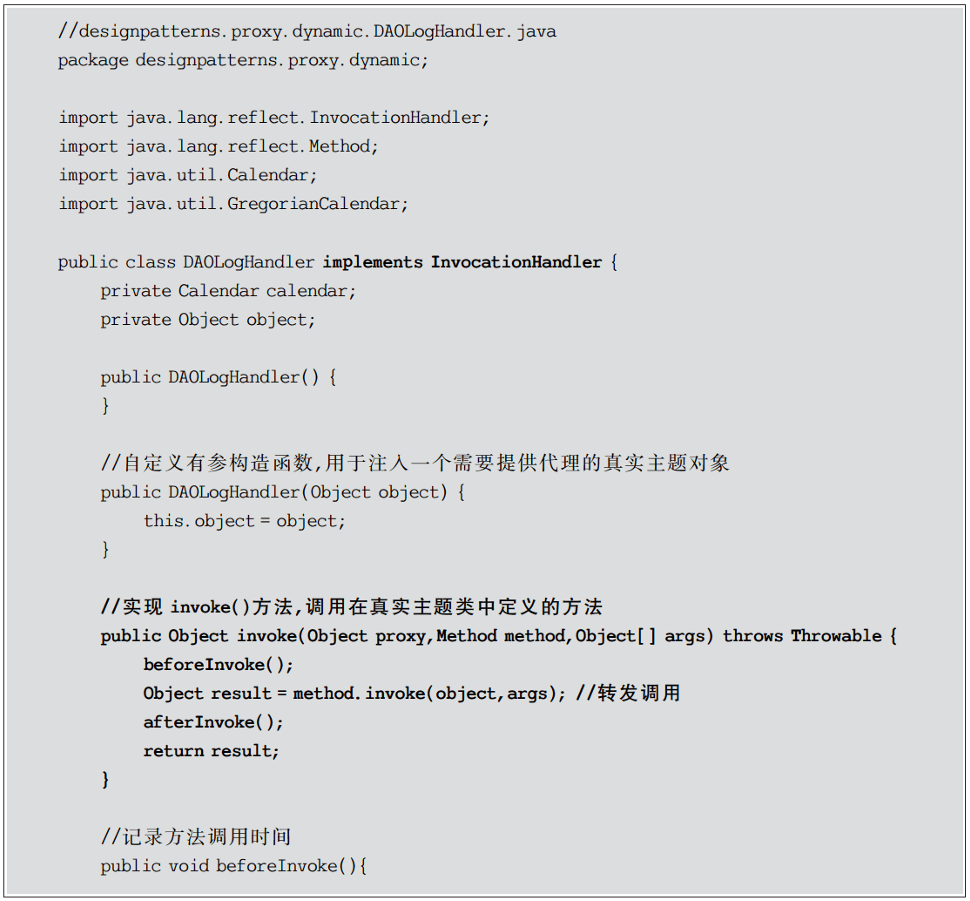 //designpatterns.proxy.dynamic.DAOLogHandler.java
package designpatterns.proxy.dynamic;
import java.lang.reflect.InvocationHandler;
import java.lang.reflect.Method;
import java.util.Calendar;
import java.util.GregorianCalendar;
public class DAOLogHandler implements InvocationHandler {
private Calendar calendar;
private Object object;
public DAOLogHandler() {
}
//自定义有参构造函数,用于注入一个需要提供代理的真实主题对象
public DAOLogHandler(Object object) {
this.object = object;
}
//实现 invoke()方法,调用在真实主题类中定义的方法
public Object invoke(Object proxy,Method method,Object[] args) throws Throwable {
beforeInvoke();
Object result = method.invoke(object,args); //转发调用
afterInvoke();
return result;
}
//记录方法调用时间
public void beforeInvoke(){